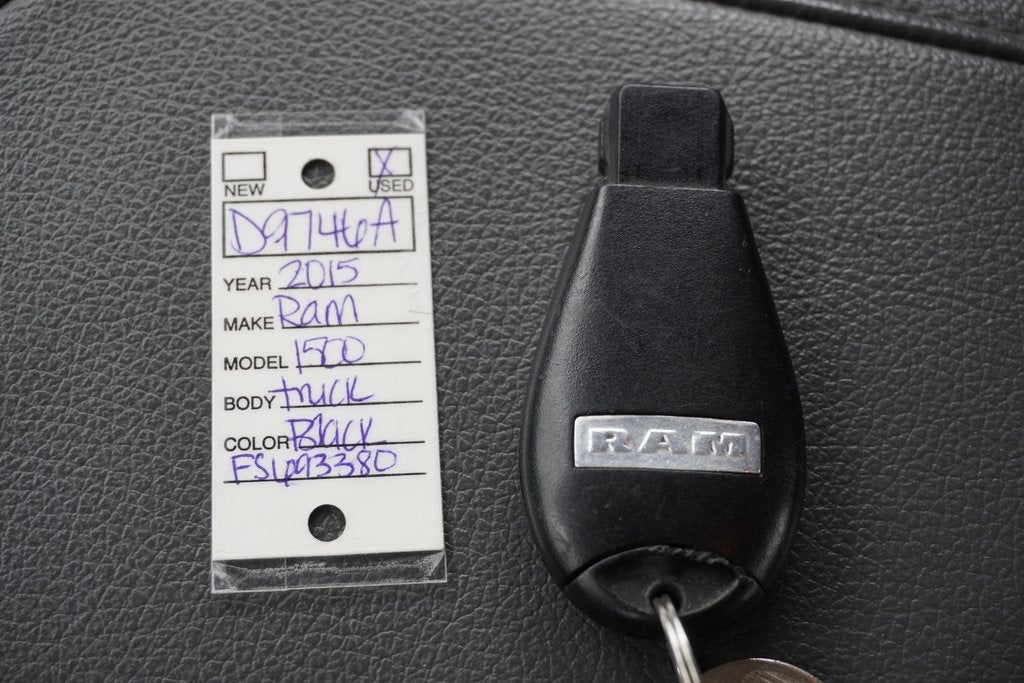 X
NEW USED
D9746A
YEAR 2015
MAKE Ram
MODEL 1500
BODY truck
COLOR Black
FS693380
RAM